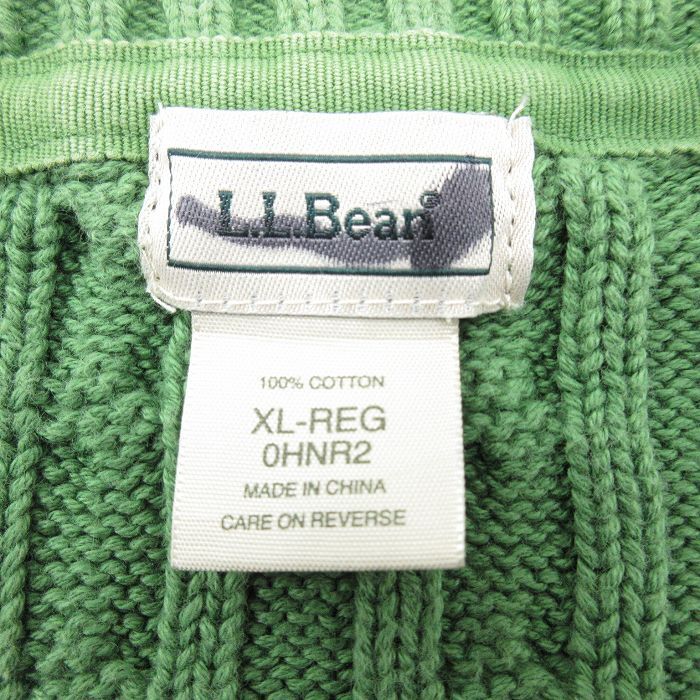 L.L.Bean®
100% COTTON
XL-REG
0HNR2
MADE IN CHINA
CARE ON REVERSE